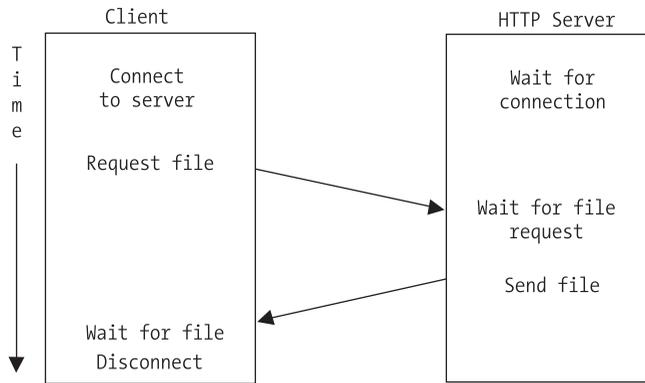 Client
HTTP Server
T
i
m
e
Connect
to server
Wait for
connection
Request file
Wait for file
request
Send file
Wait for file
Disconnect